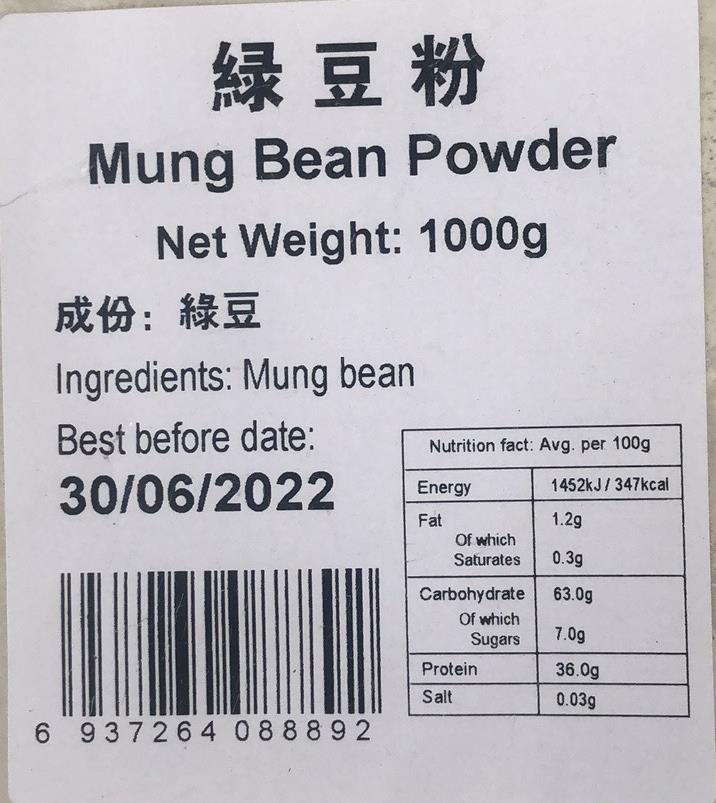 緑豆粉
Mung Bean Powder
Net Weight: 1000g
成份：緑豆
Ingredients: Mung bean
Best before date:
30/06/2022
6 937264 088892
Nutrition fact: Avg. per 100g
Energy 1452kJ / 347kcal
Fat 1.2g
Of which
Saturates 0.3g
Carbohydrate 63.0g
Of which
Sugars 7.0g
Protein 36.0g
Salt 0.03g